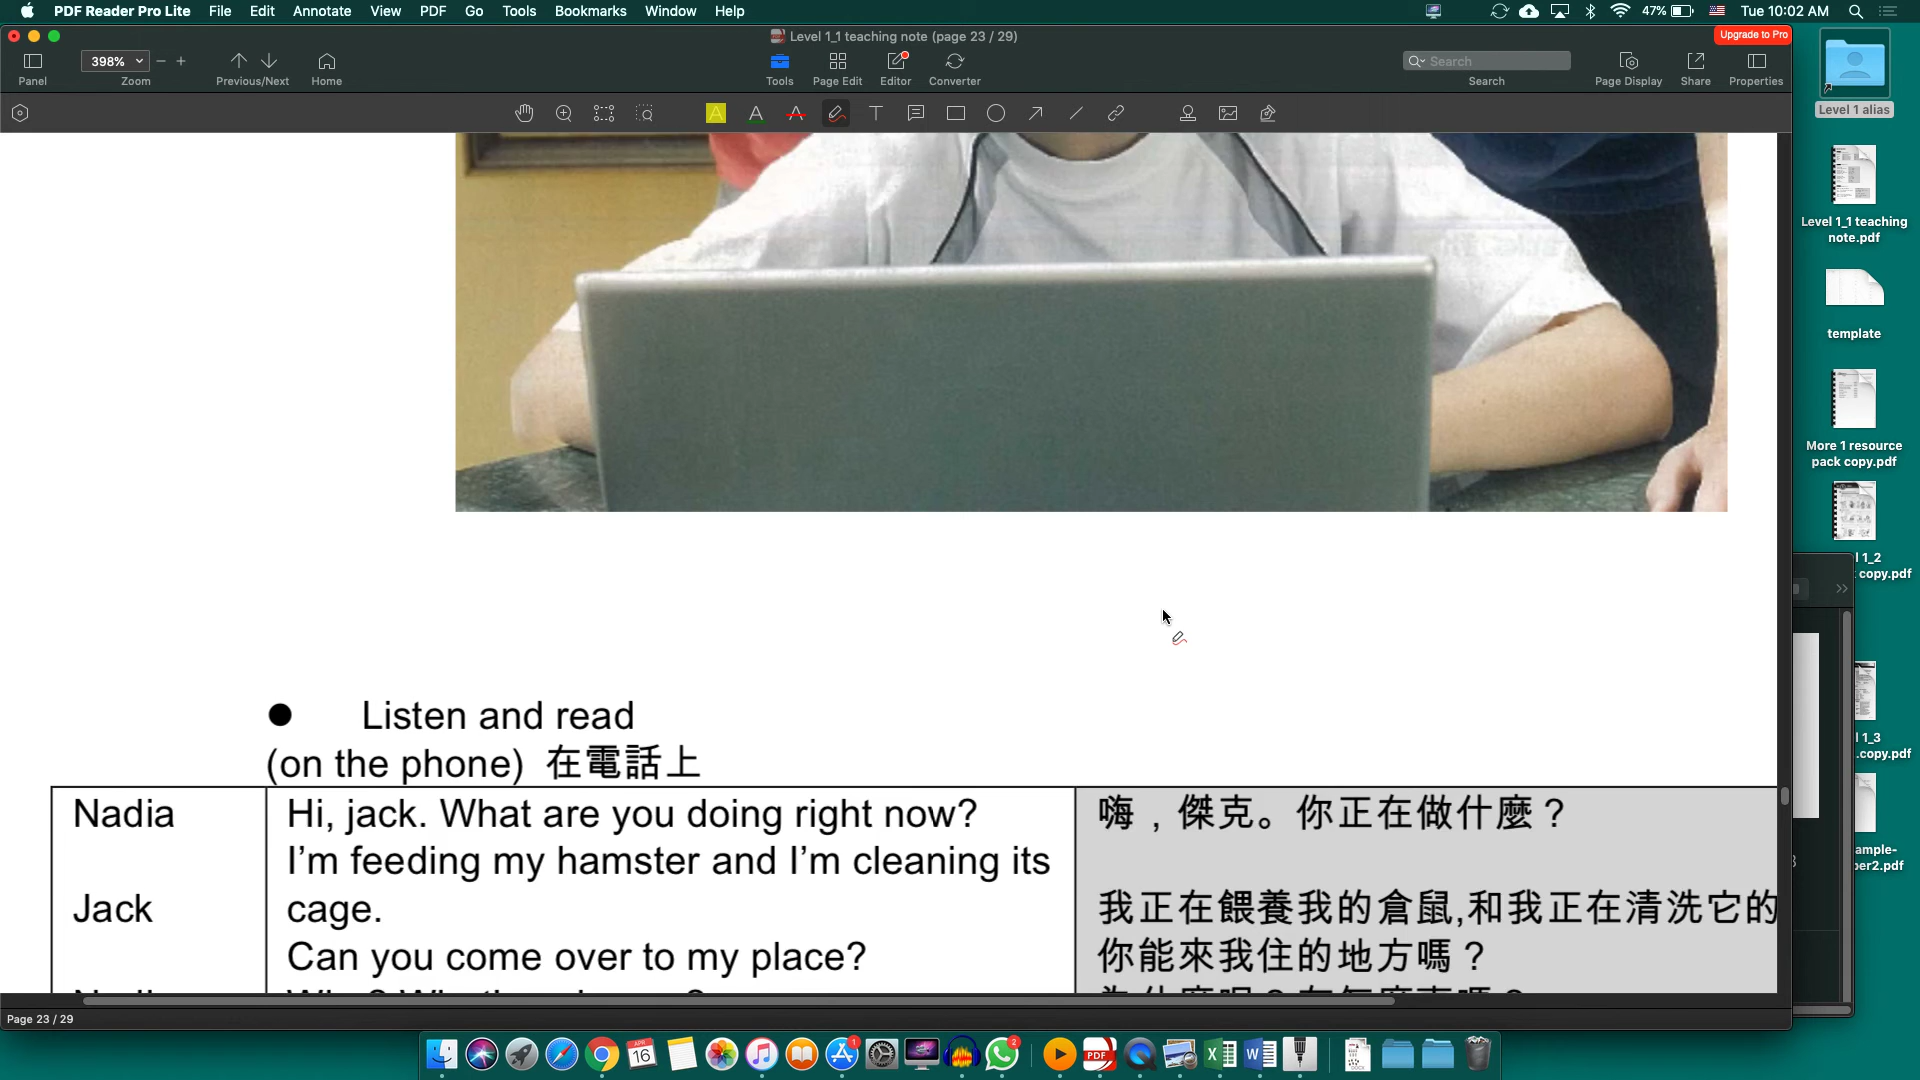 PDF Reader Pro Lite File Edit Annotate View PDF Go Tools Bookmarks Window Help
47% Tue 10:02 AM
Level 1_1 teaching note (page 23 / 29)
Upgrade to Pro
398%
Search
Panel Zoom Previous/Next Home Tools Page Edit Editor Converter Search Page Display Share Properties
Level 1 alias
Level 1_1 teaching
note.pdf
template
More 1 resource
pack copy.pdf
l 1_2
copy.pdf
l 1_3
.copy.pdf
ample-
per2.pdf
● Listen and read
(on the phone) 在電話上
Nadia Hi, jack. What are you doing right now? 嗨，傑克。你正在做什麼？
I'm feeding my hamster and I'm cleaning its
Jack cage. 我正在餵養我的倉鼠,和我正在清洗它的
Can you come over to my place? 你能來我住的地方嗎？
Page 23 / 29
APR
16
1
2
PDF